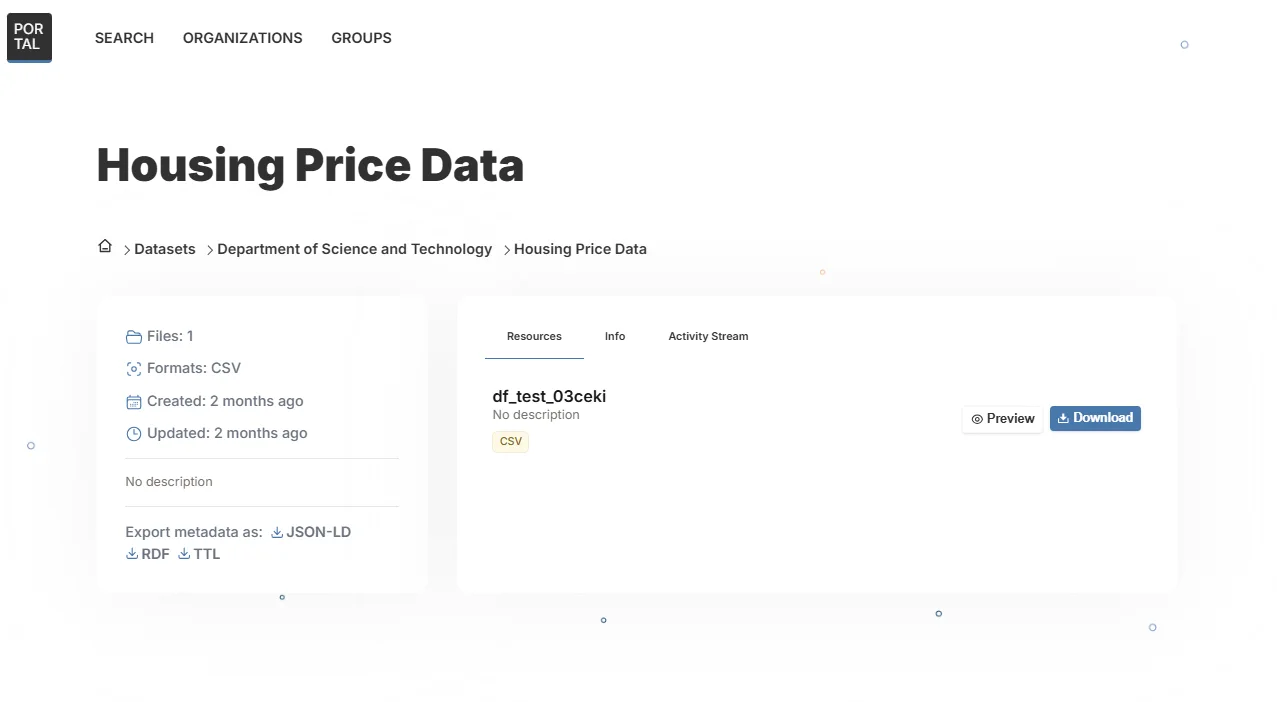 POR
TAL
SEARCH ORGANIZATIONS GROUPS
Housing Price Data
Datasets Department of Science and Technology Housing Price Data
Files: 1
Formats: CSV
Created: 2 months ago
Updated: 2 months ago
No description
Export metadata as: JSON-LD
RDF TTL
Resources Info Activity Stream
df_test_03ceki
No description
CSV
Preview Download